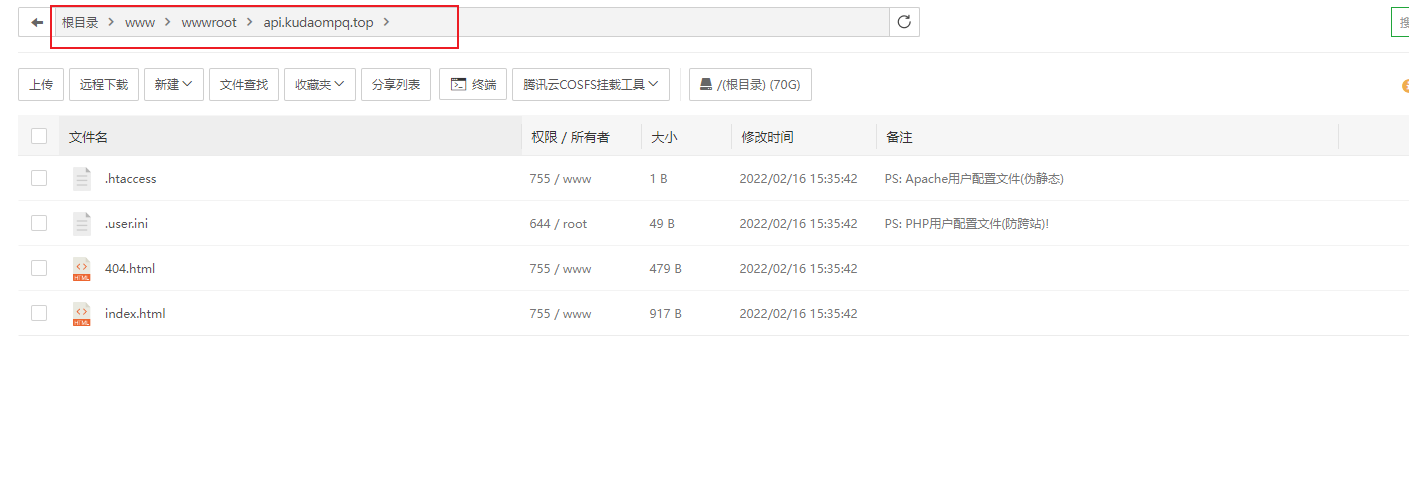 根目录 www wwwroot api.kudaompq.top
上传 远程下载 新建 文件查找 收藏夹 分享列表 终端 腾讯云COSFS挂载工具 /(根目录) (70G)
文件名 权限 / 所有者 大小 修改时间 备注
.htaccess 755 / www 1 B 2022/02/16 15:35:42 PS: Apache用户配置文件(伪静态)
.user.ini 644 / root 49 B 2022/02/16 15:35:42 PS: PHP用户配置文件(防跨站)!
404.html 755 / www 479 B 2022/02/16 15:35:42
index.html 755 / www 917 B 2022/02/16 15:35:42